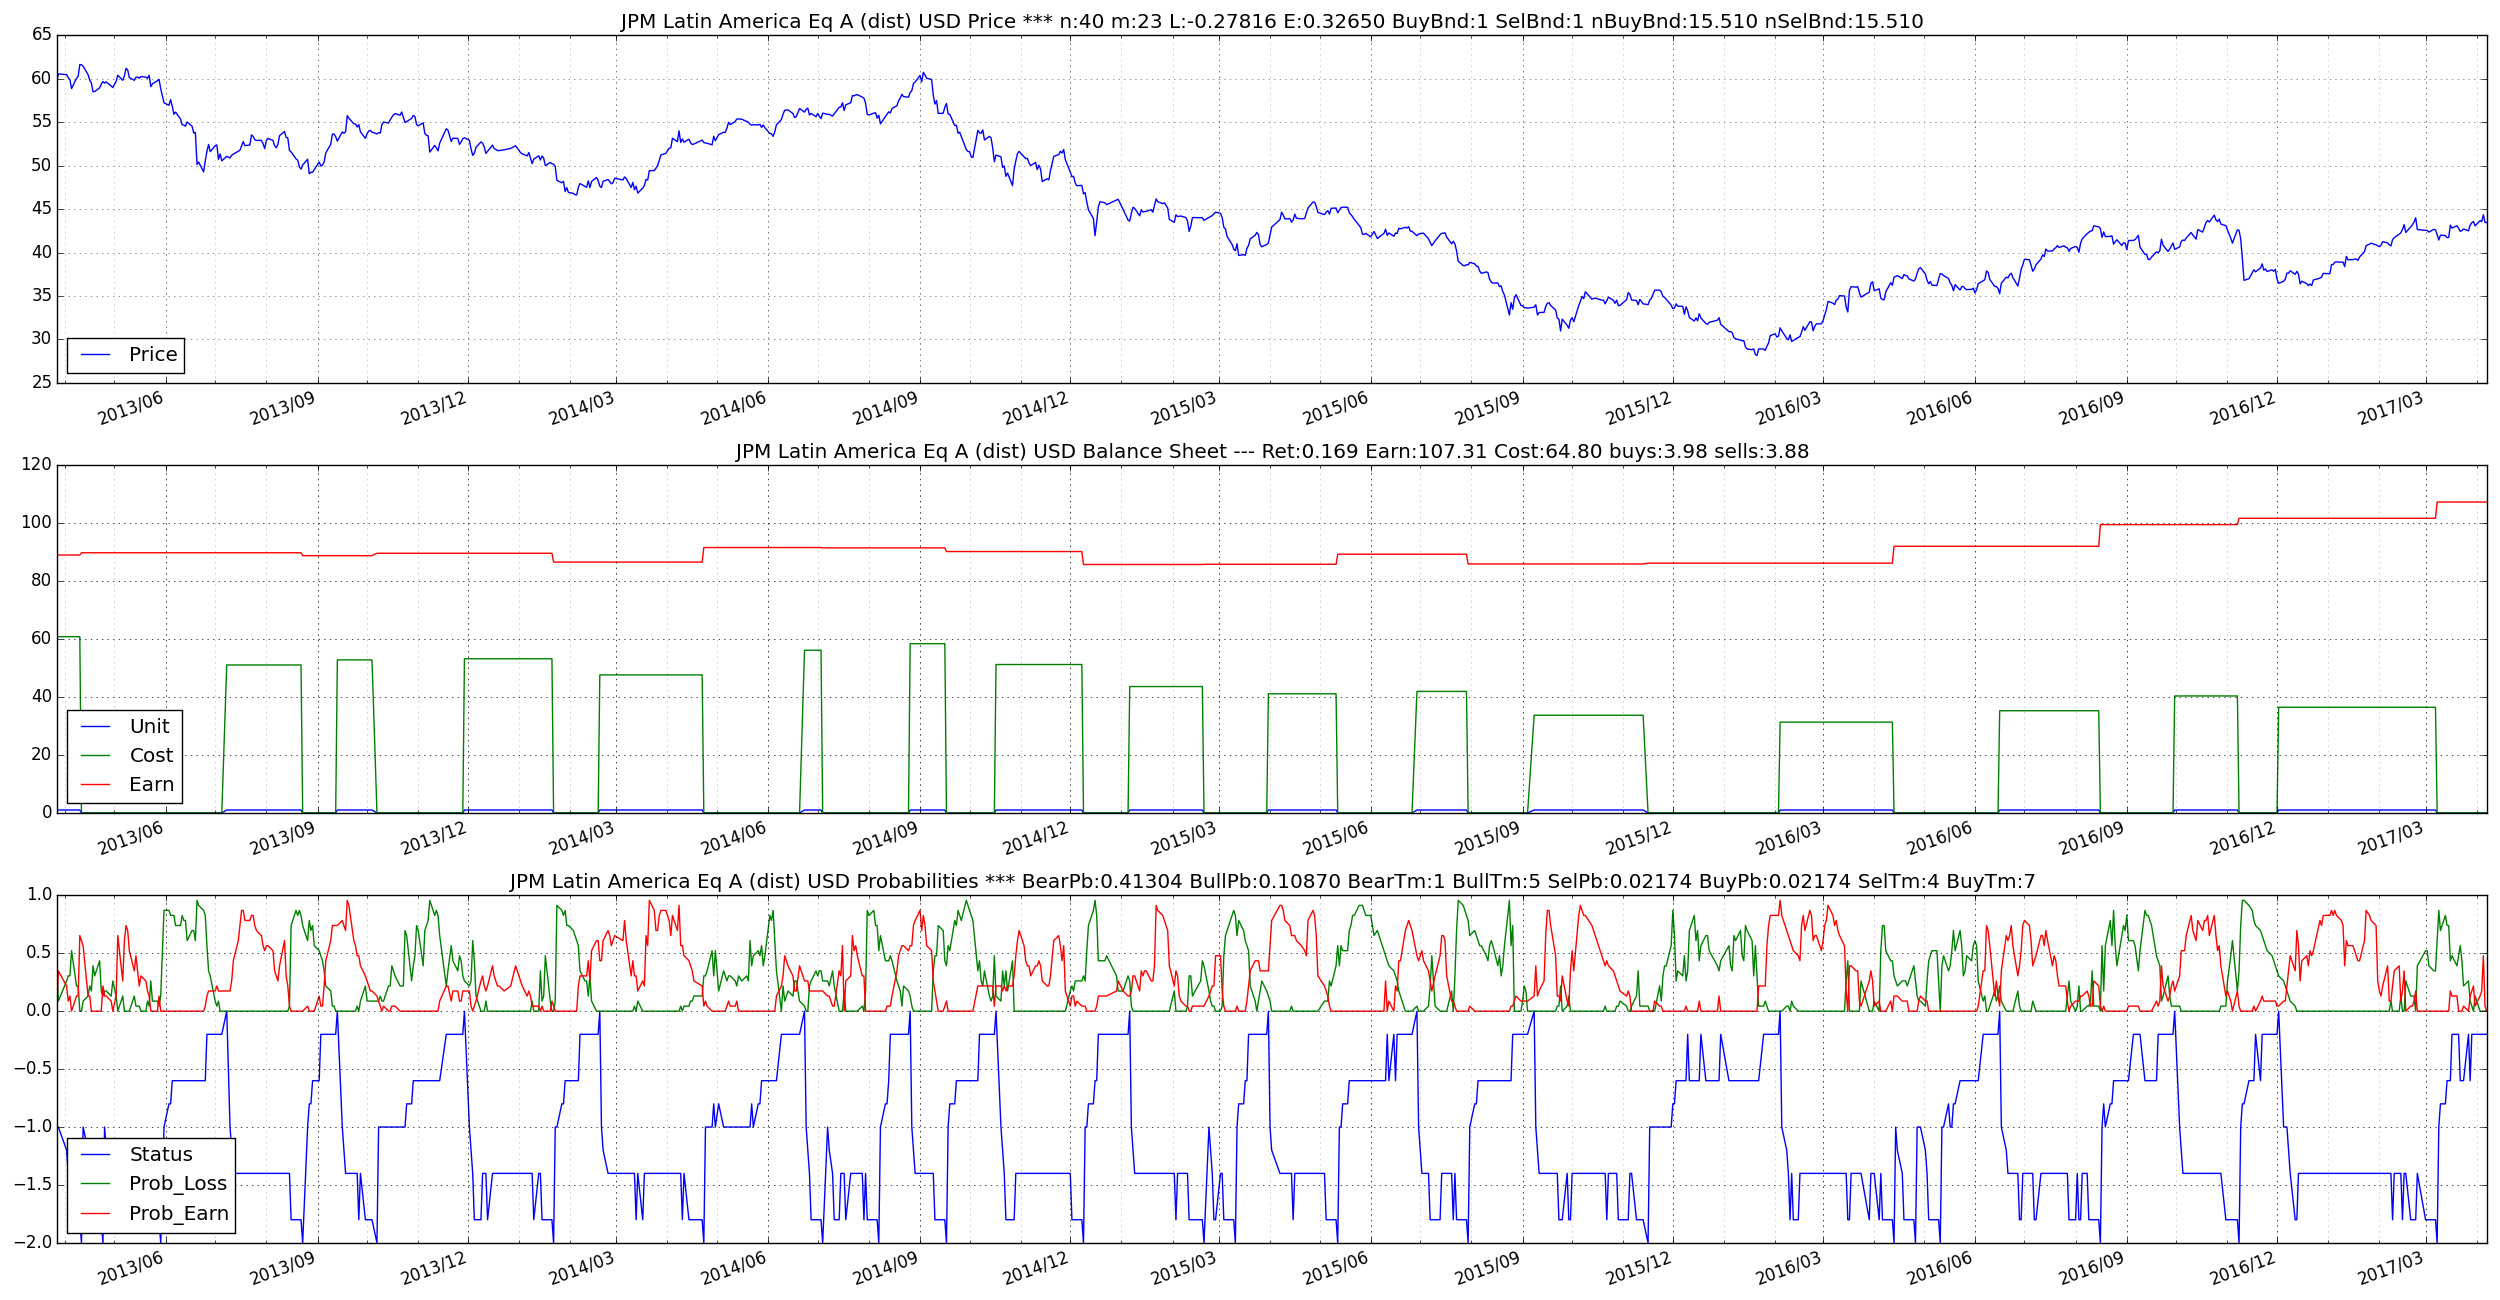 JPM Latin America Eq A (dist) USD Price *** n:40 m:23 L:-0.27816 E:0.32650 BuyBnd:1 SelBnd:1 nBuyBnd:15.510 nSelBnd:15.510
65
60
55
50
45
40
35
30
25
Price
2013/06 2013/09 2013/12 2014/03 2014/06 2014/09 2014/12 2015/03 2015/06 2015/09 2015/12 2016/03 2016/06 2016/09 2016/12 2017/03
JPM Latin America Eq A (dist) USD Balance Sheet --- Ret:0.169 Earn:107.31 Cost:64.80 buys:3.98 sells:3.88
120
100
80
60
40
20
0
Unit
Cost
Earn
2013/06 2013/09 2013/12 2014/03 2014/06 2014/09 2014/12 2015/03 2015/06 2015/09 2015/12 2016/03 2016/06 2016/09 2016/12 2017/03
JPM Latin America Eq A (dist) USD Probabilities *** BearPb:0.41304 BullPb:0.10870 BearTm:1 BullTm:5 SelPb:0.02174 BuyPb:0.02174 SelTm:4 BuyTm:7
1.0
0.5
0.0
−0.5
−1.0
−1.5
−2.0
Status
Prob_Loss
Prob_Earn
2013/06 2013/09 2013/12 2014/03 2014/06 2014/09 2014/12 2015/03 2015/06 2015/09 2015/12 2016/03 2016/06 2016/09 2016/12 2017/03